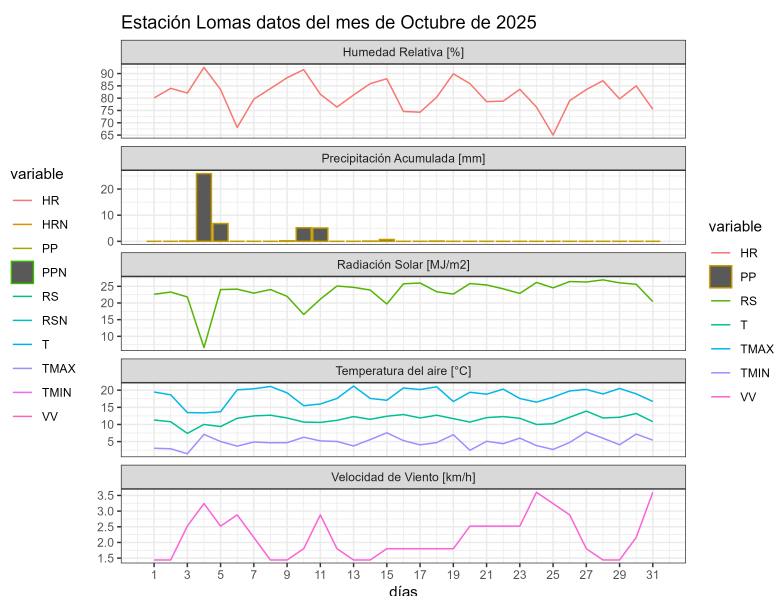 Estación Lomas datos del mes de Octubre de 2025
Humedad Relativa [%]
90
85
80
75
70
65
Precipitación Acumulada [mm]
20
10
0
Radiación Solar [MJ/m2]
25
20
15
10
Temperatura del aire [°C]
20
15
10
5
Velocidad de Viento [km/h]
3.5
3.0
2.5
2.0
1.5
1 3 5 7 9 11 13 15 17 19 21 23 25 27 29 31
días
variable
HR
HRN
PP
PPN
RS
RSN
T
TMAX
TMIN
VV
variable
HR
PP
RS
T
TMAX
TMIN
VV